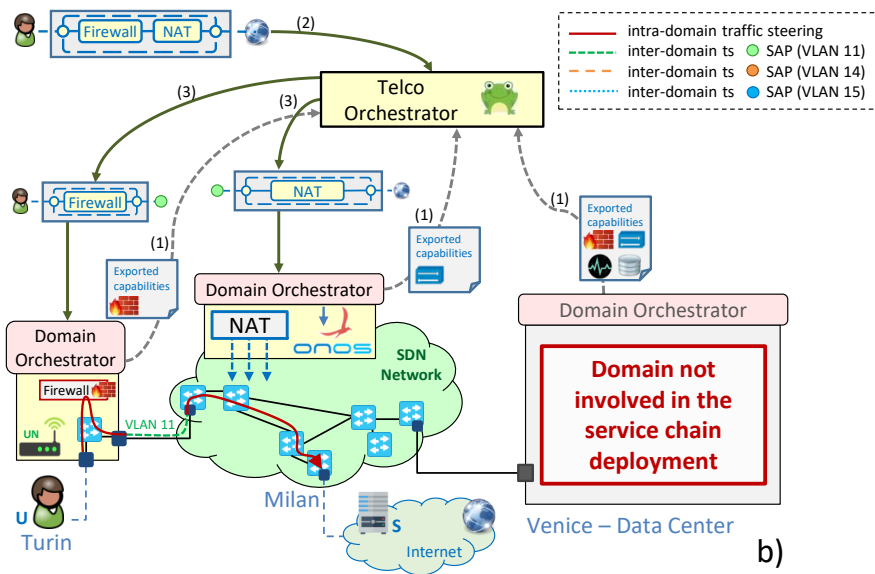 Firewall
NAT
(2)
intra-domain traffic steering
inter-domain ts SAP (VLAN 11)
inter-domain ts SAP (VLAN 14)
inter-domain ts SAP (VLAN 15)
Telco
Orchestrator
(3)
(3)
Firewall
NAT
(1)
(1)
(1)
Exported
capabilities
Exported
capabilities
Exported
capabilities
Domain Orchestrator
Domain Orchestrator
Domain
Orchestrator
NAT
onos
SDN
Network
Firewall
UN
VLAN 11
Domain not
involved in the
service chain
deployment
U
Turin
Milan
S
Internet
Venice – Data Center
b)